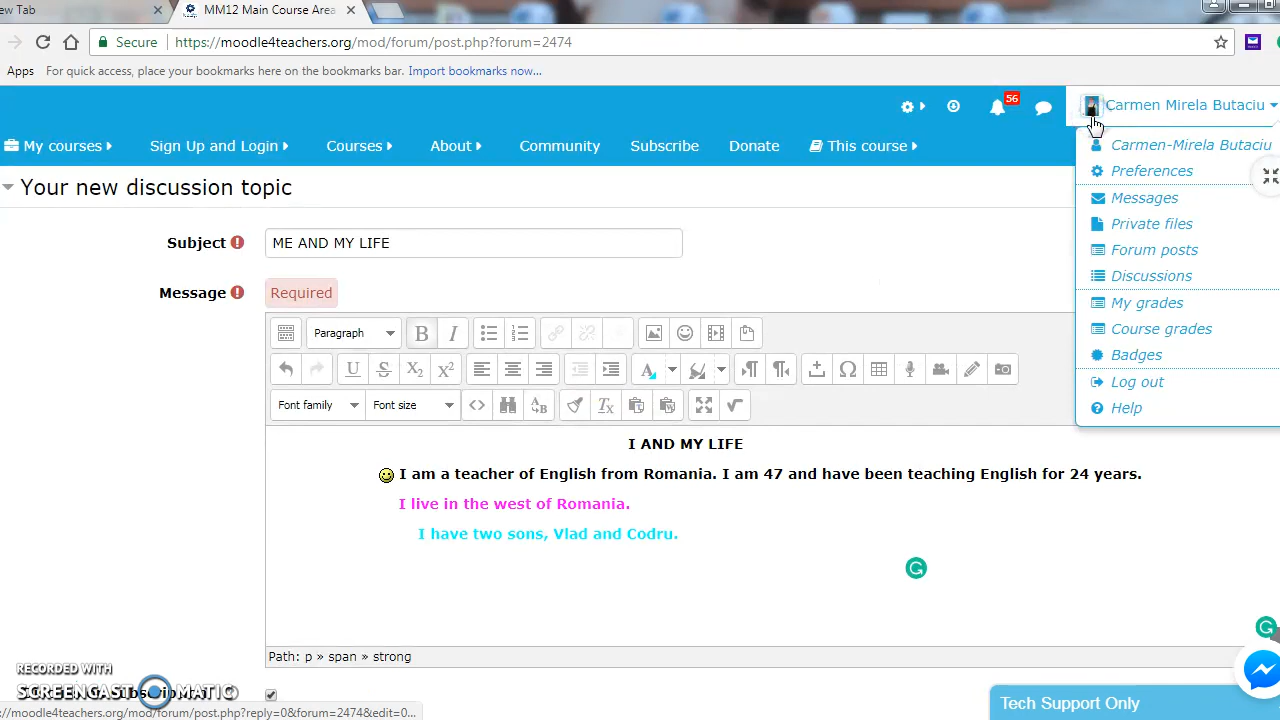 ew Tab
MM12 Main Course Area
Secure https://moodle4teachers.org/mod/forum/post.php?forum=2474
Apps For quick access, place your bookmarks here on the bookmarks bar. Import bookmarks now...
56 Carmen Mirela Butaciu
My courses Sign Up and Login Courses About Community Subscribe Donate This course
Carmen-Mirela Butaciu
Preferences
Messages
Private files
Forum posts
Discussions
My grades
Course grades
Badges
Log out
Help
Your new discussion topic
Subject ME AND MY LIFE
Message Required
Paragraph B I
U S X2 X2 A Ω
Font family Font size A B Tx
I AND MY LIFE
I am a teacher of English from Romania. I am 47 and have been teaching English for 24 years.
I live in the west of Romania.
I have two sons, Vlad and Codru.
Path: p » span » strong
RECORDED WITH
SCREENCAST MATIC
/moodle4teachers.org/mod/forum/post.php?reply=0&forum=2474&edit=0...
Tech Support Only